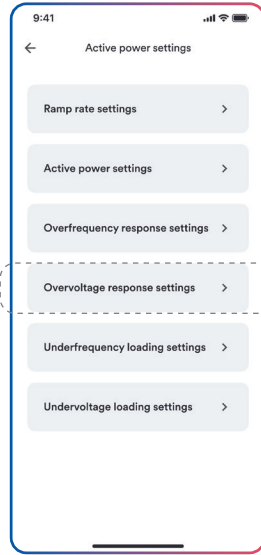 9:41
Active power settings
Ramp rate settings
Active power settings
Overfrequency response settings
Overvoltage response settings
Underfrequency loading settings
Undervoltage loading settings